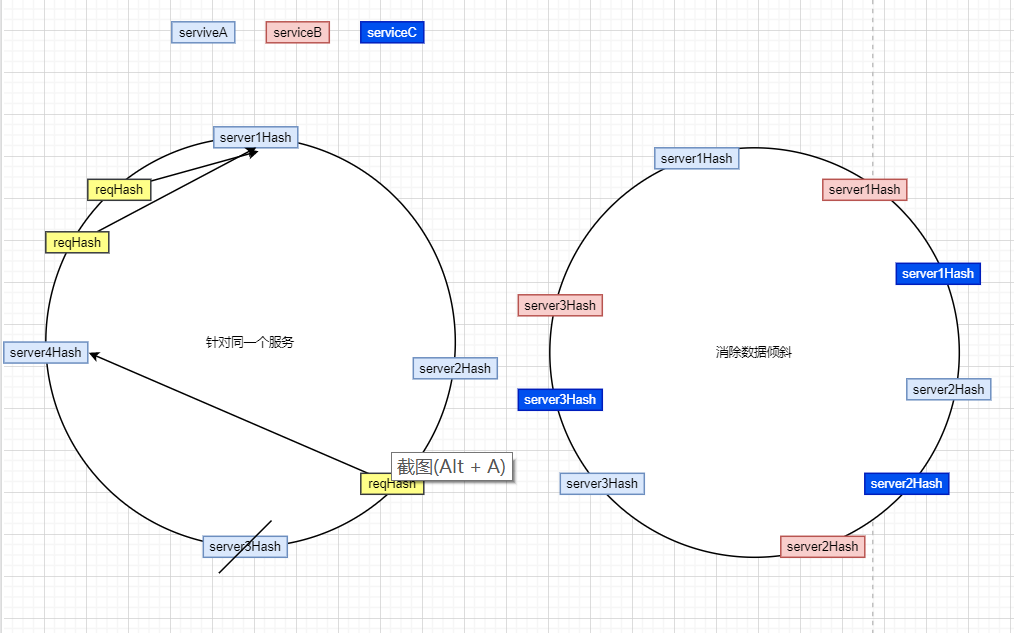 serviveA
serviceB
serviceC
server1Hash
reqHash
reqHash
server4Hash
针对同一个服务
server2Hash
截图(Alt + A)
reqHash
server3Hash
server1Hash
server1Hash
server1Hash
server3Hash
消除数据倾斜
server2Hash
server3Hash
server3Hash
server2Hash
server2Hash